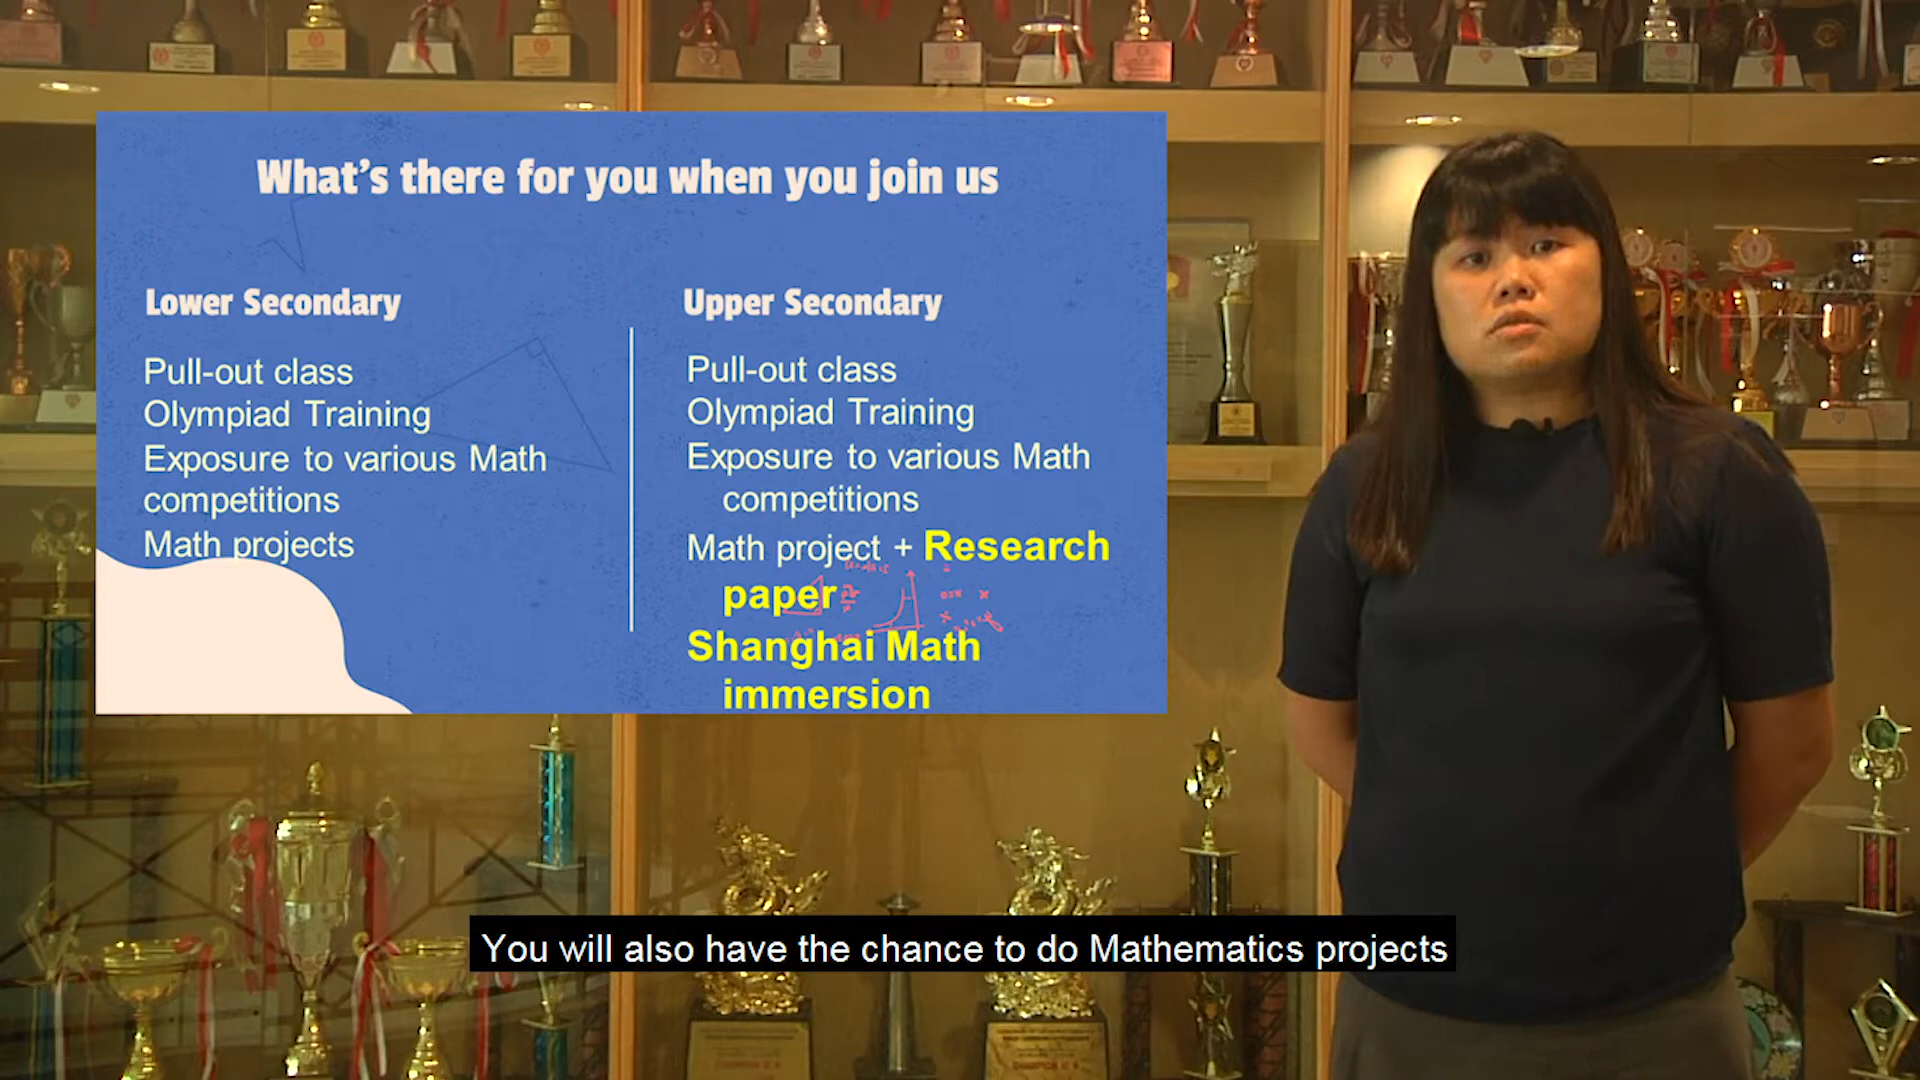 What's there for you when you join us
Lower Secondary
Pull-out class
Olympiad Training
Exposure to various Math
competitions
Math projects
Upper Secondary
Pull-out class
Olympiad Training
Exposure to various Math
competitions
Math project + Research
paper
Shanghai Math
immersion
You will also have the chance to do Mathematics projects